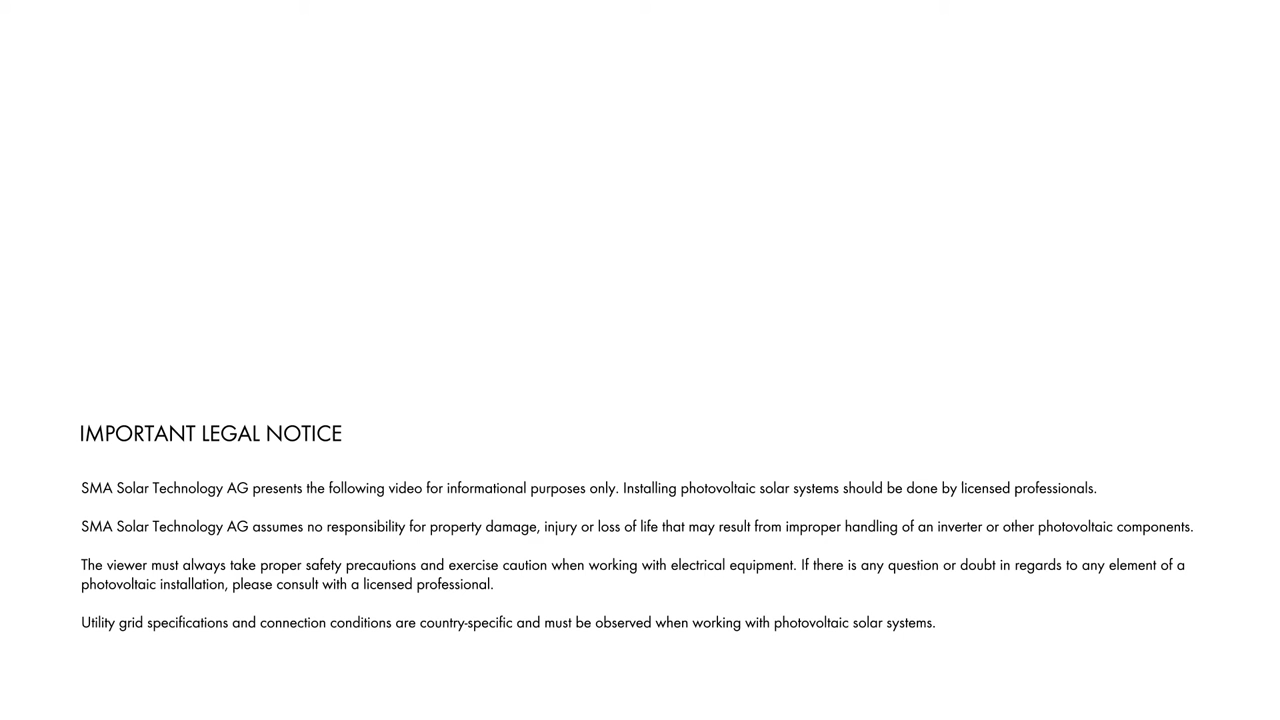 IMPORTANT LEGAL NOTICE
SMA Solar Technology AG presents the following video for informational purposes only. Installing photovoltaic solar systems should be done by licensed professionals.
SMA Solar Technology AG assumes no responsibility for property damage, injury or loss of life that may result from improper handling of an inverter or other photovoltaic components.
The viewer must always take proper safety precautions and exercise caution when working with electrical equipment. If there is any question or doubt in regards to any element of a
photovoltaic installation, please consult with a licensed professional.
Utility grid specifications and connection conditions are country-specific and must be observed when working with photovoltaic solar systems.